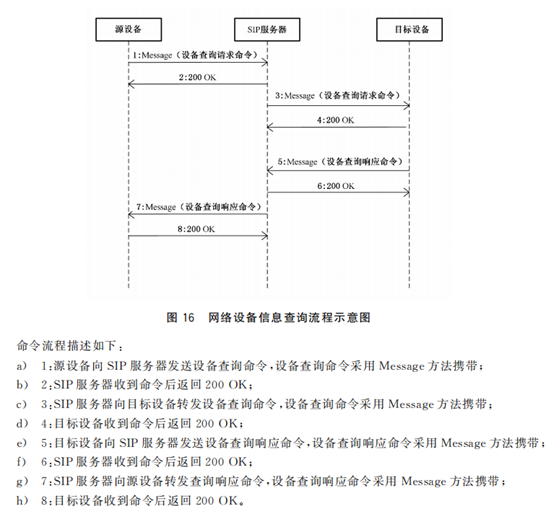 源设备 SIP服务器 目标设备
1:Message（设备查询请求命令）
2:200 OK
3:Message（设备查询请求命令）
4:200 OK
5:Message（设备查询响应命令）
6:200 OK
7:Message（设备查询响应命令）
8:200 OK
图 16 网络设备信息查询流程示意图
命令流程描述如下：
a） 1:源设备向 SIP 服务器发送设备查询命令，设备查询命令采用 Message 方法携带；
b） 2:SIP 服务器收到命令后返回 200 OK；
c） 3:SIP 服务器向目标设备转发设备查询命令，设备查询命令采用 Message 方法携带；
d） 4:目标设备收到命令后返回 200 OK；
e） 5:目标设备向 SIP 服务器发送设备查询响应命令，设备查询响应命令采用 Message 方法携带；
f） 6:SIP 服务器收到命令后返回 200 OK；
g） 7:SIP 服务器向源设备转发查询响应命令，设备查询响应命令采用 Message 方法携带；
h） 8:目标设备收到命令后返回 200 OK。